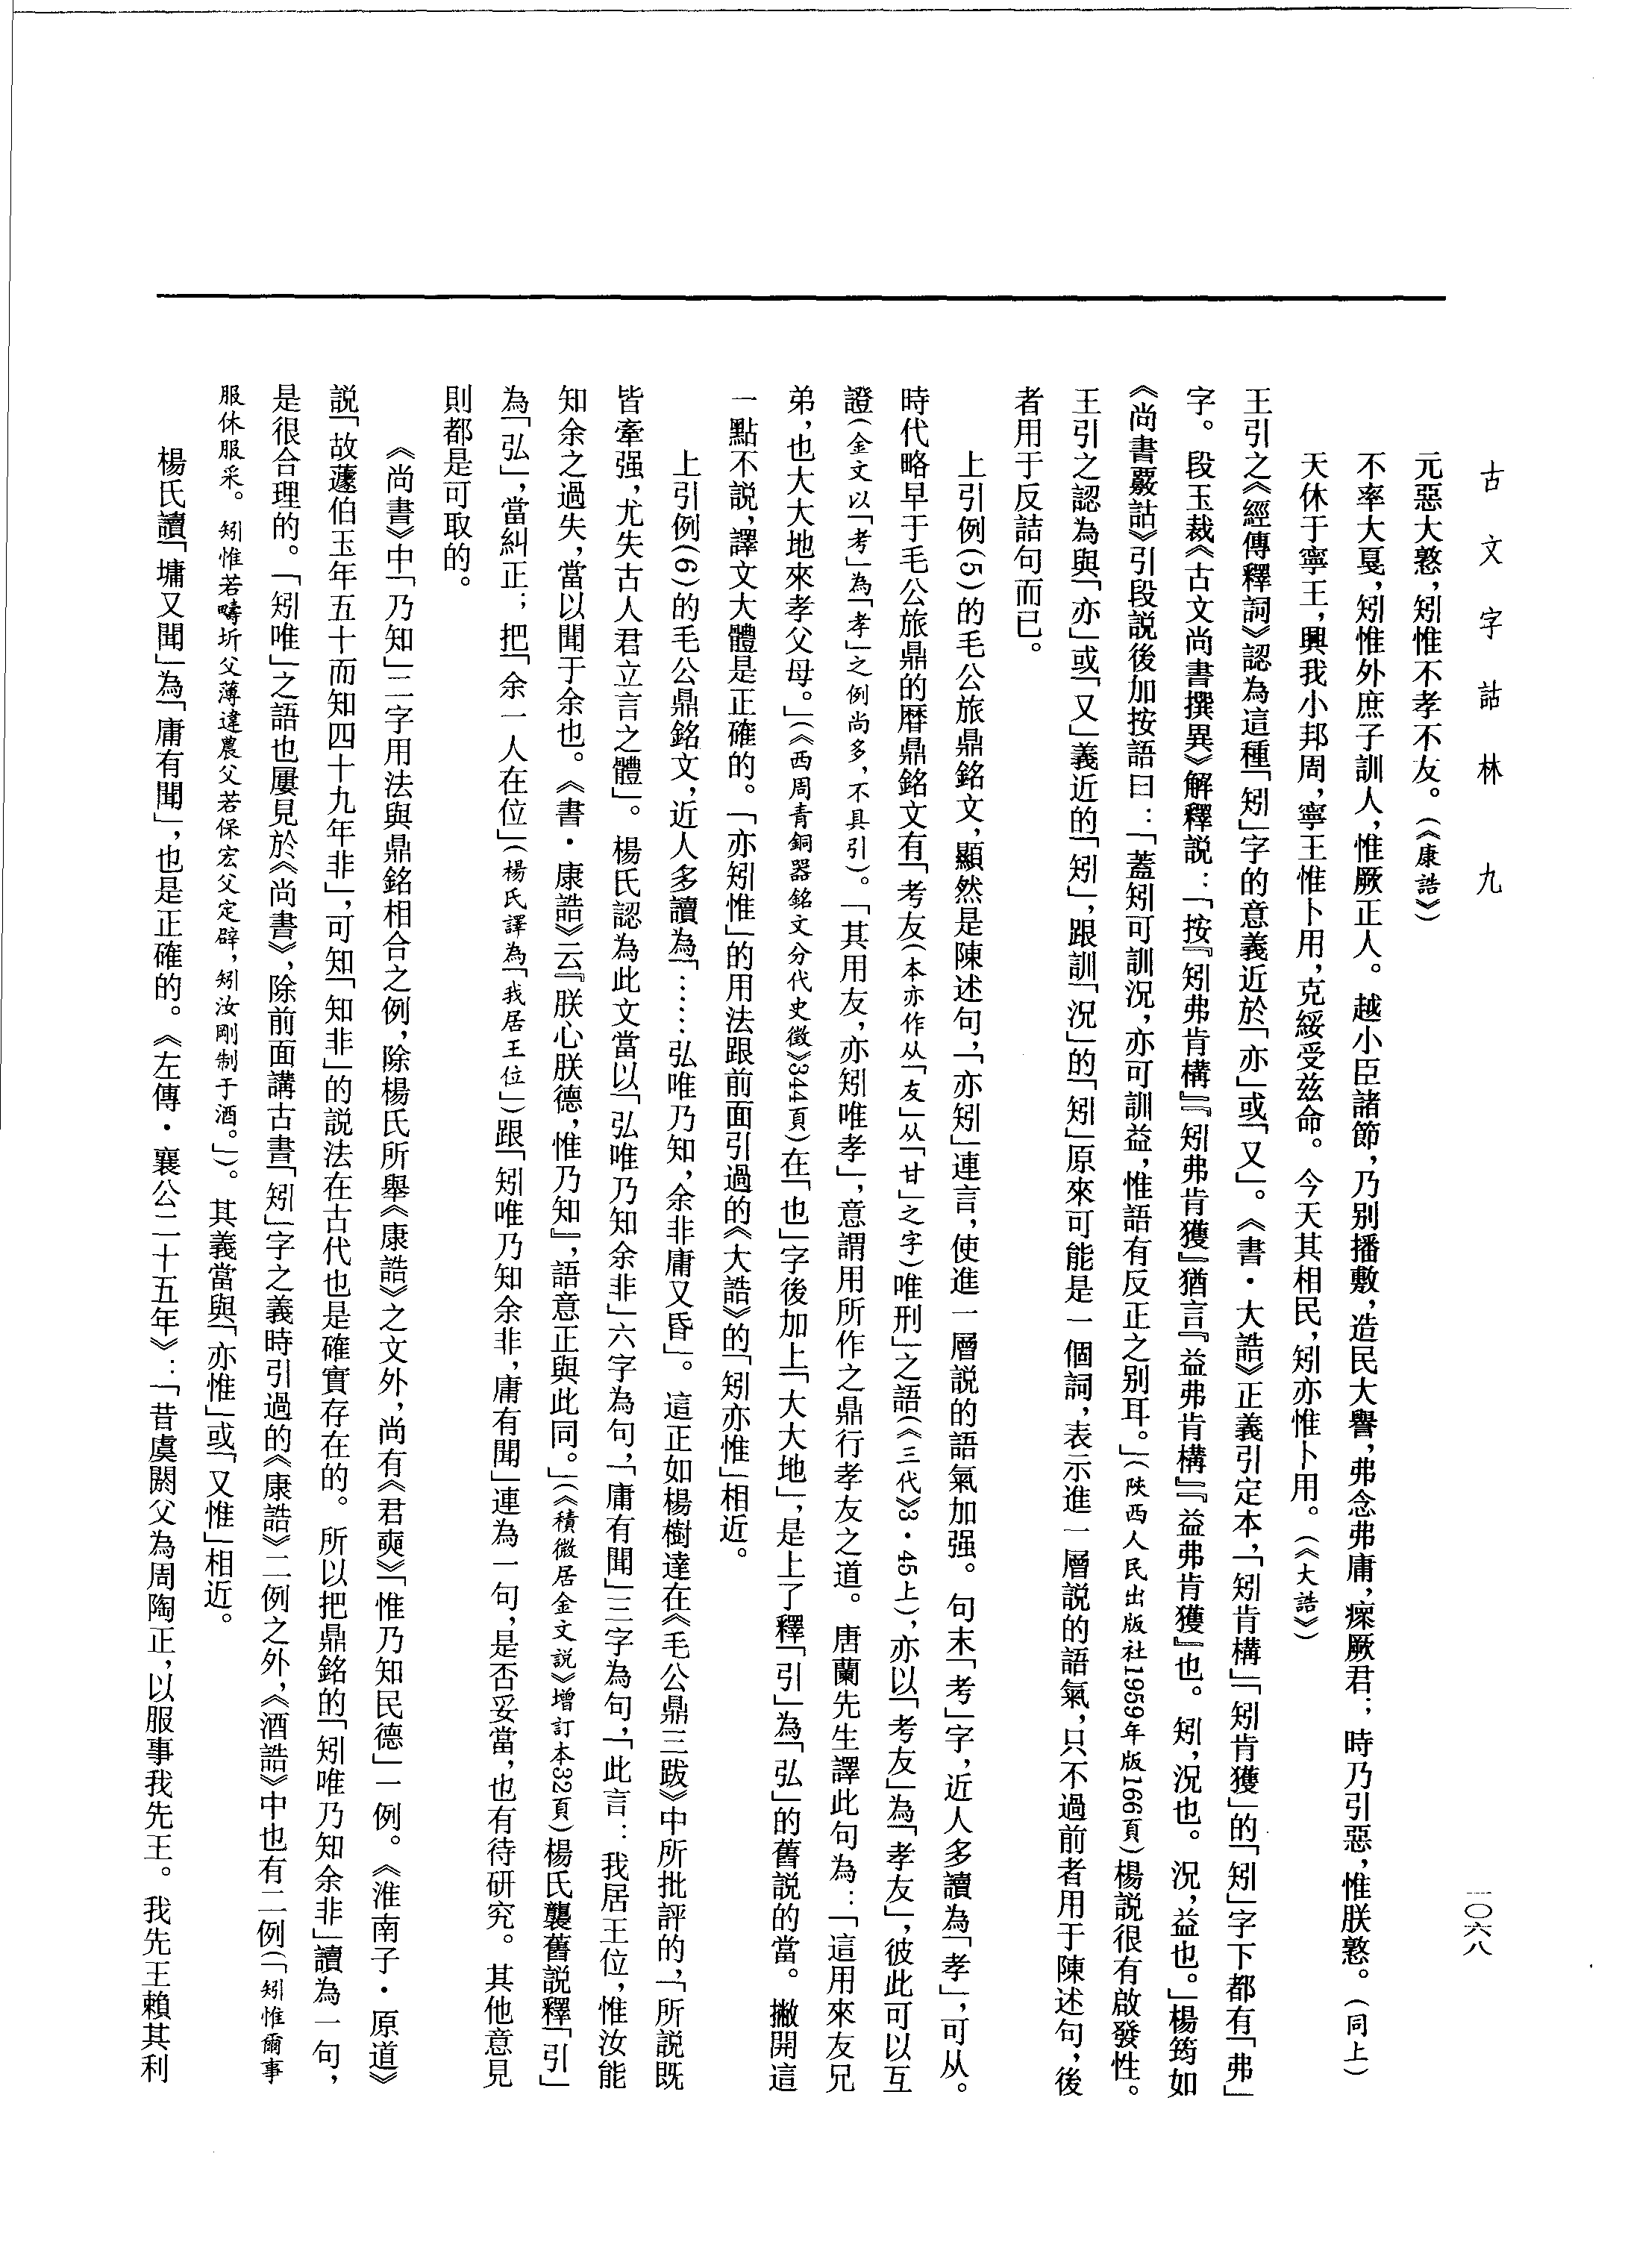 古文字詁林　九
一〇六八
元惡大憝，矧惟不孝不友。（《康誥》）
不率大戛，矧惟外庶子訓人，惟厥正人。越小臣諸節，乃別播敷，造民大譽，弗念弗庸，瘝厥君；時乃引惡，惟朕憝。（同上）
天休于寧王，興我小邦周，寧王惟卜用，克綏受茲命。今天其相民，矧亦惟卜用。（《大誥》）
王引之《經傳釋詞》認為這種「矧」字的意義近於「亦」或「又」。《書·大誥》正義引定本，「矧肯構」「矧肯獲」的「矧」字下都有「弗」
字。段玉裁《古文尚書撰異》解釋説：「按『矧弗肯構』『矧弗肯獲』猶言『益弗肯構』『益弗肯獲』也。矧，況也。況，益也。」楊筠如
《尚書覈詁》引段説後加按語曰：「蓋矧可訓況，亦可訓益，惟語有反正之别耳。」（陝西人民出版社1959年版166頁）楊説很有啟發性。
王引之認為與「亦」或「又」義近的「矧」，跟訓「況」的「矧」原來可能是一個詞，表示進一層説的語氣，只不過前者用于陳述句，後
者用于反詰句而已。
上引例(5)的毛公旅鼎銘文，顯然是陳述句，「亦矧」連言，使進一層説的語氣加强。句末「考」字，近人多讀為「孝」，可从。
時代略早于毛公旅鼎的曆鼎銘文有「考友（本亦作从「友」从「甘」之字）唯刑」之語（《三代》3·45上），亦以「考友」為「孝友」，彼此可以互
證（金文以「考」為「孝」之例尚多，不具引）。「其用友，亦矧唯孝」，意謂用所作之鼎行孝友之道。唐蘭先生譯此句為：「這用來友兄
弟，也大大地來孝父母。」（《西周青銅器銘文分代史徵》344頁）在「也」字後加上「大大地」，是上了釋「引」為「弘」的舊説的當。撇開這
一點不説，譯文大體是正確的。「亦矧惟」的用法跟前面引過的《大誥》的「矧亦惟」相近。
上引例(6)的毛公鼎銘文，近人多讀為「……弘唯乃知，余非庸又昏」。這正如楊樹達在《毛公鼎三跋》中所批評的，「所説既
皆牽强，尤失古人君立言之體」。楊氏認為此文當以「弘唯乃知余非」六字為句，「庸有聞」三字為句，「此言：我居王位，惟汝能
知余之過失，當以聞于余也。《書·康誥》云『朕心朕德，惟乃知』，語意正與此同。」（《積微居金文説》增訂本32頁）楊氏襲舊説釋「引」
為「弘」，當糾正；把「余一人在位」（楊氏譯為「我居王位」）跟「矧唯乃知余非，庸有聞」連為一句，是否妥當，也有待研究。其他意見
則都是可取的。
《尚書》中「乃知」二字用法與鼎銘相合之例，除楊氏所舉《康誥》之文外，尚有《君奭》「惟乃知民德」一例。《淮南子·原道》
説「故蘧伯玉年五十而知四十九年非」，可知「知非」的説法在古代也是確實存在的。所以把鼎銘的「矧唯乃知余非」讀為一句，
是很合理的。「矧唯」之語也屢見於《尚書》，除前面講古書「矧」字之義時引過的《康誥》二例之外，《酒誥》中也有二例（「矧惟爾事
服休服采。矧惟若疇圻父薄違農父若保宏父定辟，矧汝剛制于酒。」）。其義當與「亦惟」或「又惟」相近。
楊氏讀「墉又聞」為「庸有聞」，也是正確的。《左傳·襄公二十五年》：「昔虞閼父為周陶正，以服事我先王。我先王賴其利